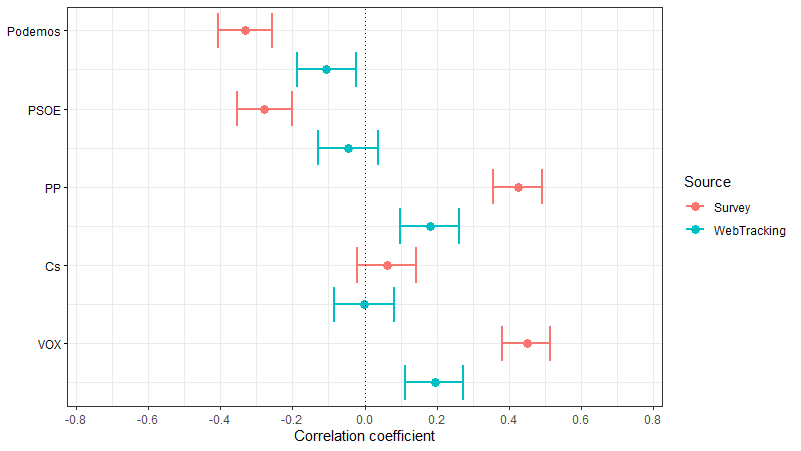 Podemos
PSOE
PP
Cs
VOX
-0.8 -0.6 -0.4 -0.2 0.0 0.2 0.4 0.6 0.8
Correlation coefficient
Source
Survey
WebTracking